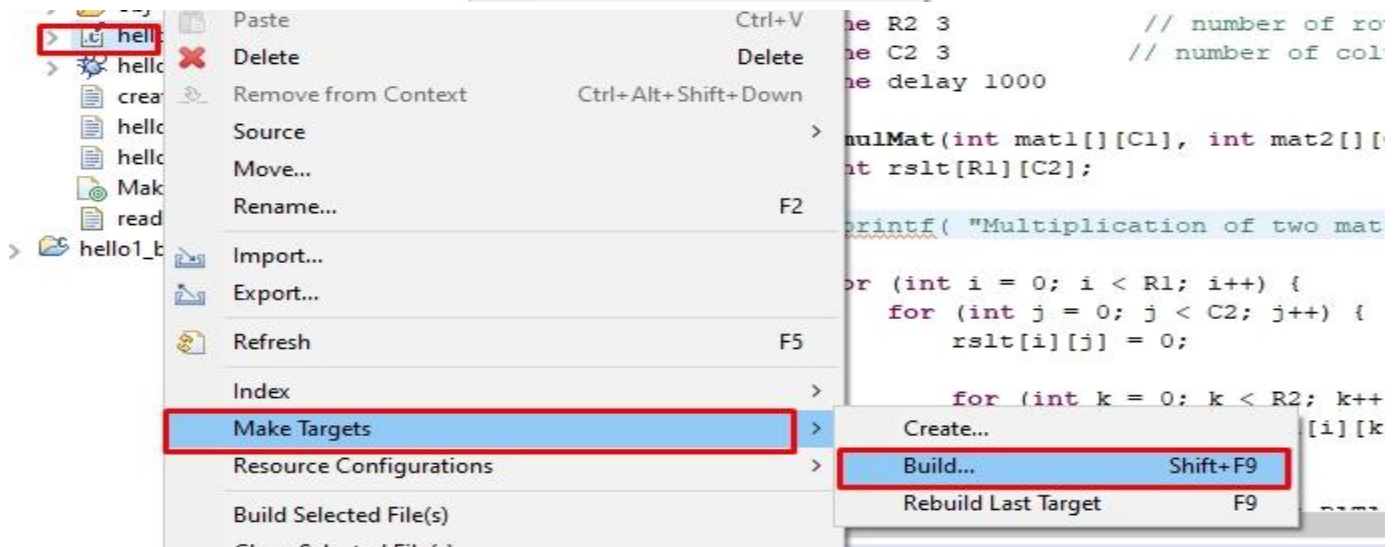 hell
hello
crea
hello
hello
Mak
read
hello1_b
Paste Ctrl+V
Delete Delete
Remove from Context Ctrl+Alt+Shift+Down
Source >
Move...
Rename... F2
Import...
Export...
Refresh F5
Index >
Make Targets >
Resource Configurations >
Build Selected File(s)
Create...
Build... Shift+F9
Rebuild Last Target F9
ne R2 3 // number of ro
ne C2 3 // number of col
ne delay 1000
mulMat(int mat1[][C1], int mat2[][
nt rslt[R1][C2];
printf( "Multiplication of two mat
or (int i = 0; i < R1; i++) {
for (int j = 0; j < C2; j++) {
rslt[i][j] = 0;
for (int k = 0; k < R2; k++
[i][k